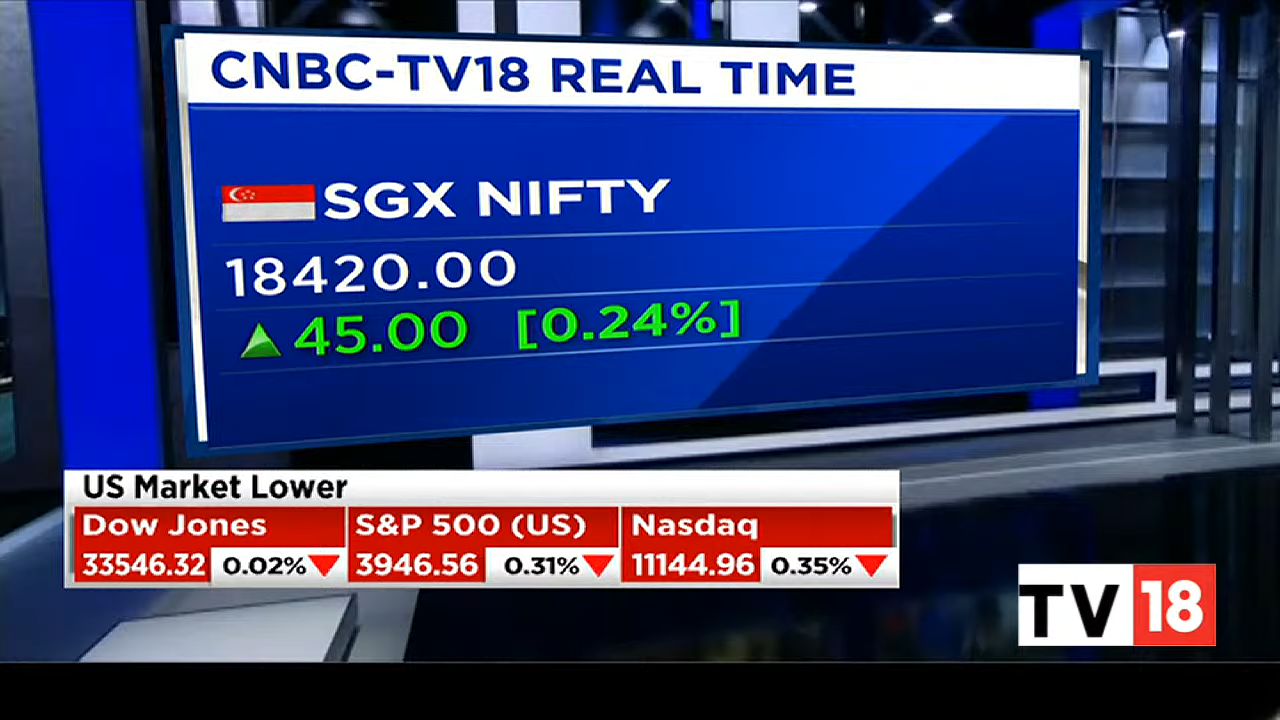 CNBC-TV18 REAL TIME
SGX NIFTY
18420.00
45.00 [0.24%]
US Market Lower
Dow Jones S&P 500 (US) Nasdaq
33546.32 0.02% 3946.56 0.31% 11144.96 0.35%
TV18